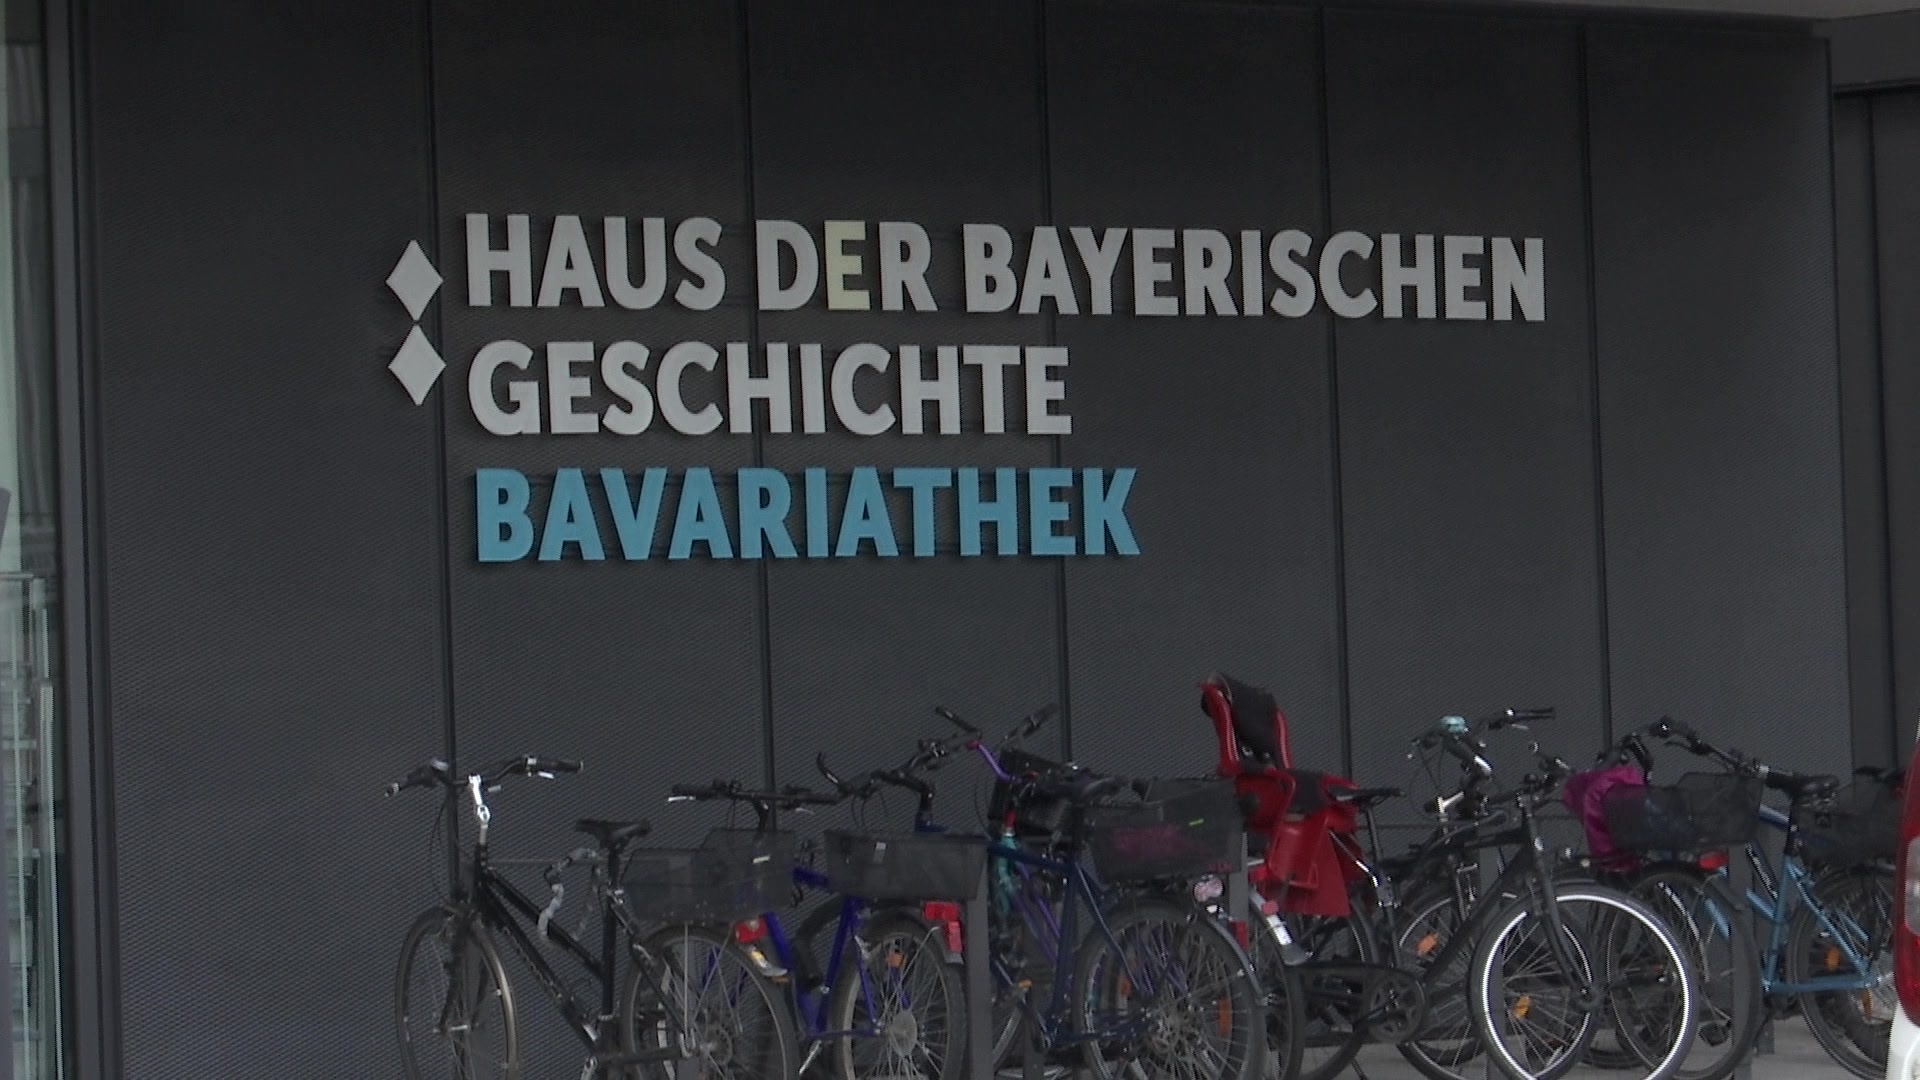 HAUS DER BAYERISCHEN
GESCHICHTE
BAVARIATHEK